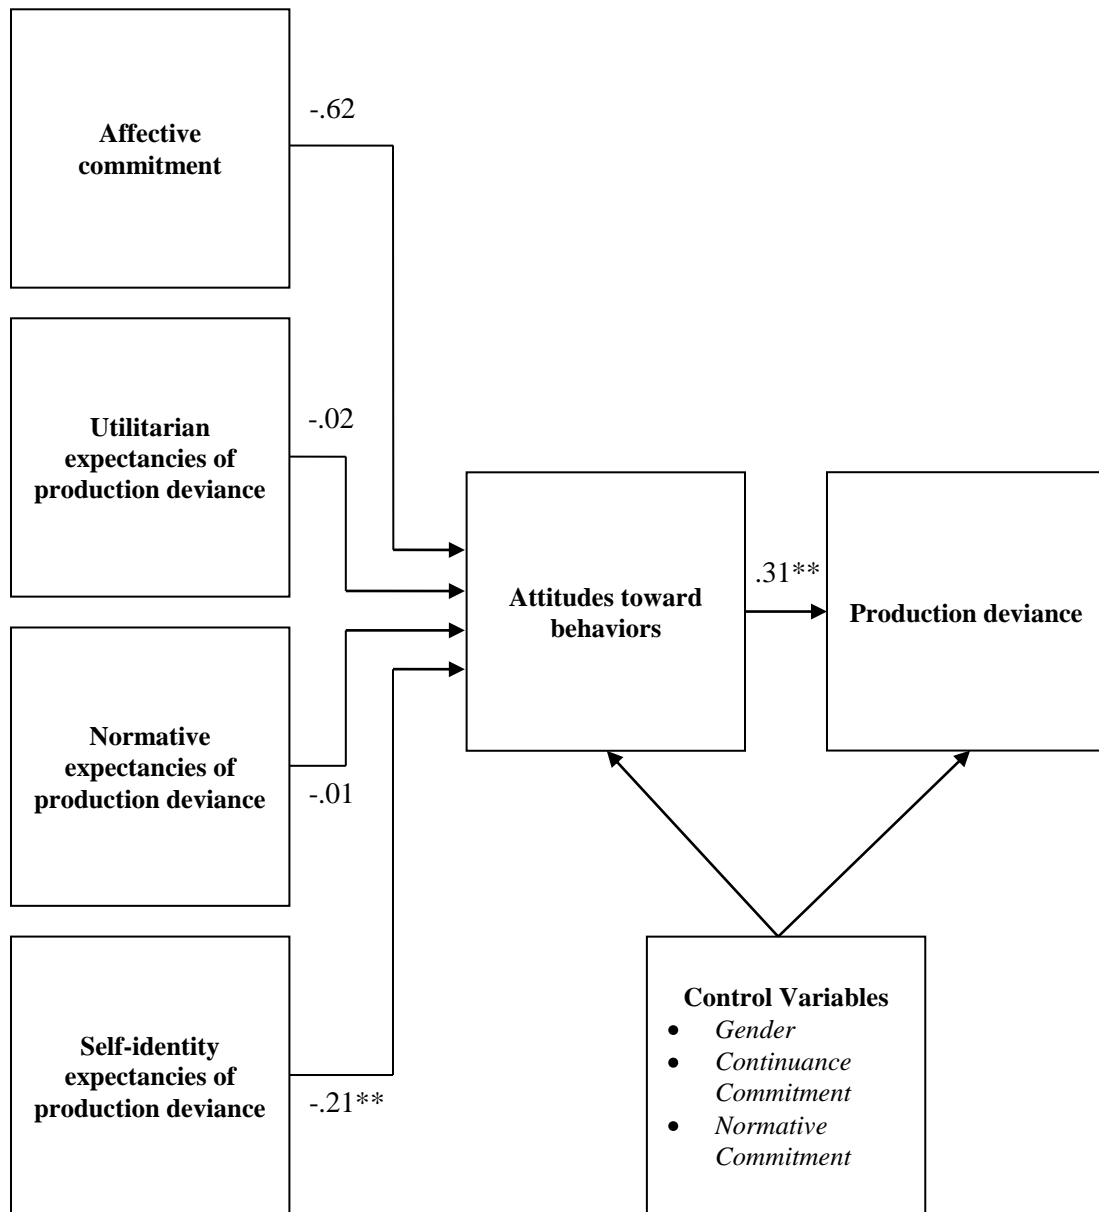 Affective
commitment
-.62
Utilitarian
expectancies of
production deviance
-.02
Normative
expectancies of
production deviance
-.01
Self-identity
expectancies of
production deviance
-.21**
Attitudes toward
behaviors
.31**
Production deviance
Control Variables
• Gender
• Continuance
Commitment
• Normative
Commitment